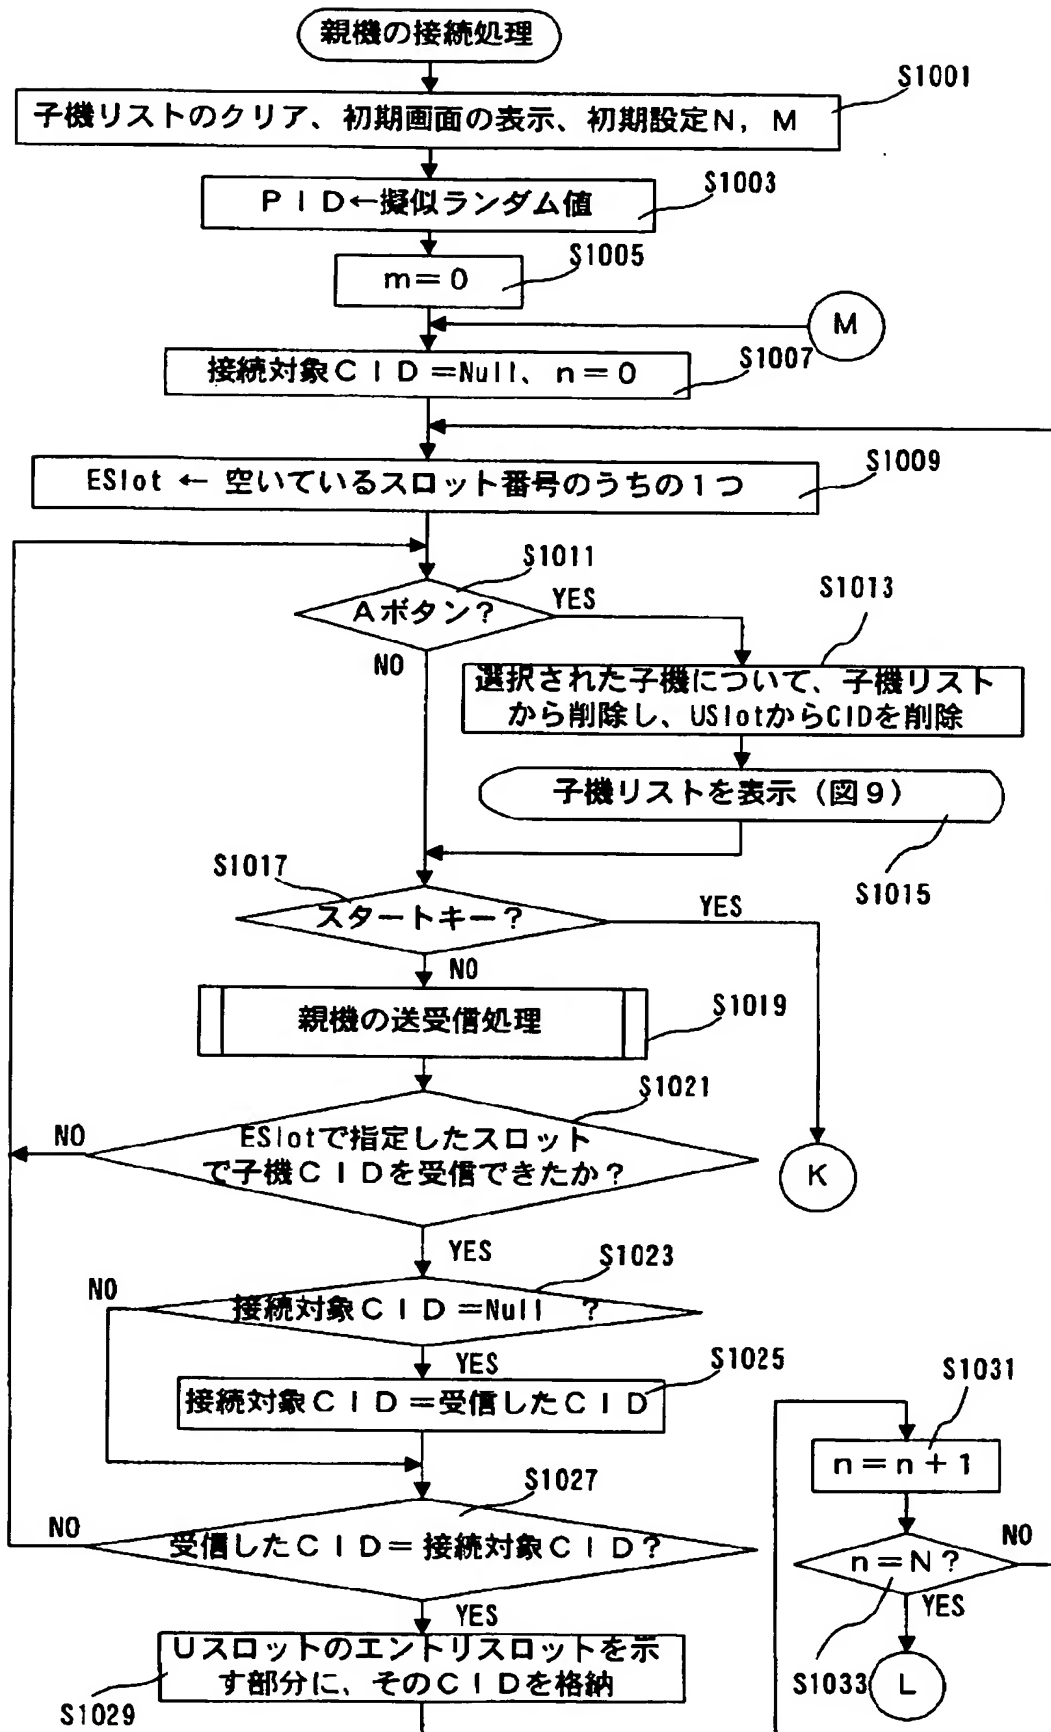 親機の接続処理
S1001
子機リストのクリア、初期画面の表示、初期設定N，M
S1003
PID←擬似ランダム値
S1005
m＝0
M
S1007
接続対象CID＝Null、n＝0
S1009
ESlot ← 空いているスロット番号のうちの1つ
S1011
Aボタン？
YES
NO
S1013
選択された子機について、子機リスト
から削除し、USlotからCIDを削除
子機リストを表示（図9）
S1015
S1017
スタートキー？
YES
NO
親機の送受信処理
S1019
S1021
ESlotで指定したスロット
で子機CIDを受信できたか？
NO
YES
K
S1023
接続対象CID＝Null ？
NO
YES
S1025
接続対象CID＝受信したCID
S1027
受信したCID＝接続対象CID？
NO
YES
Uスロットのエントリスロットを示
す部分に、そのCIDを格納
S1029
S1031
n＝n＋1
n＝N？
NO
YES
S1033
L